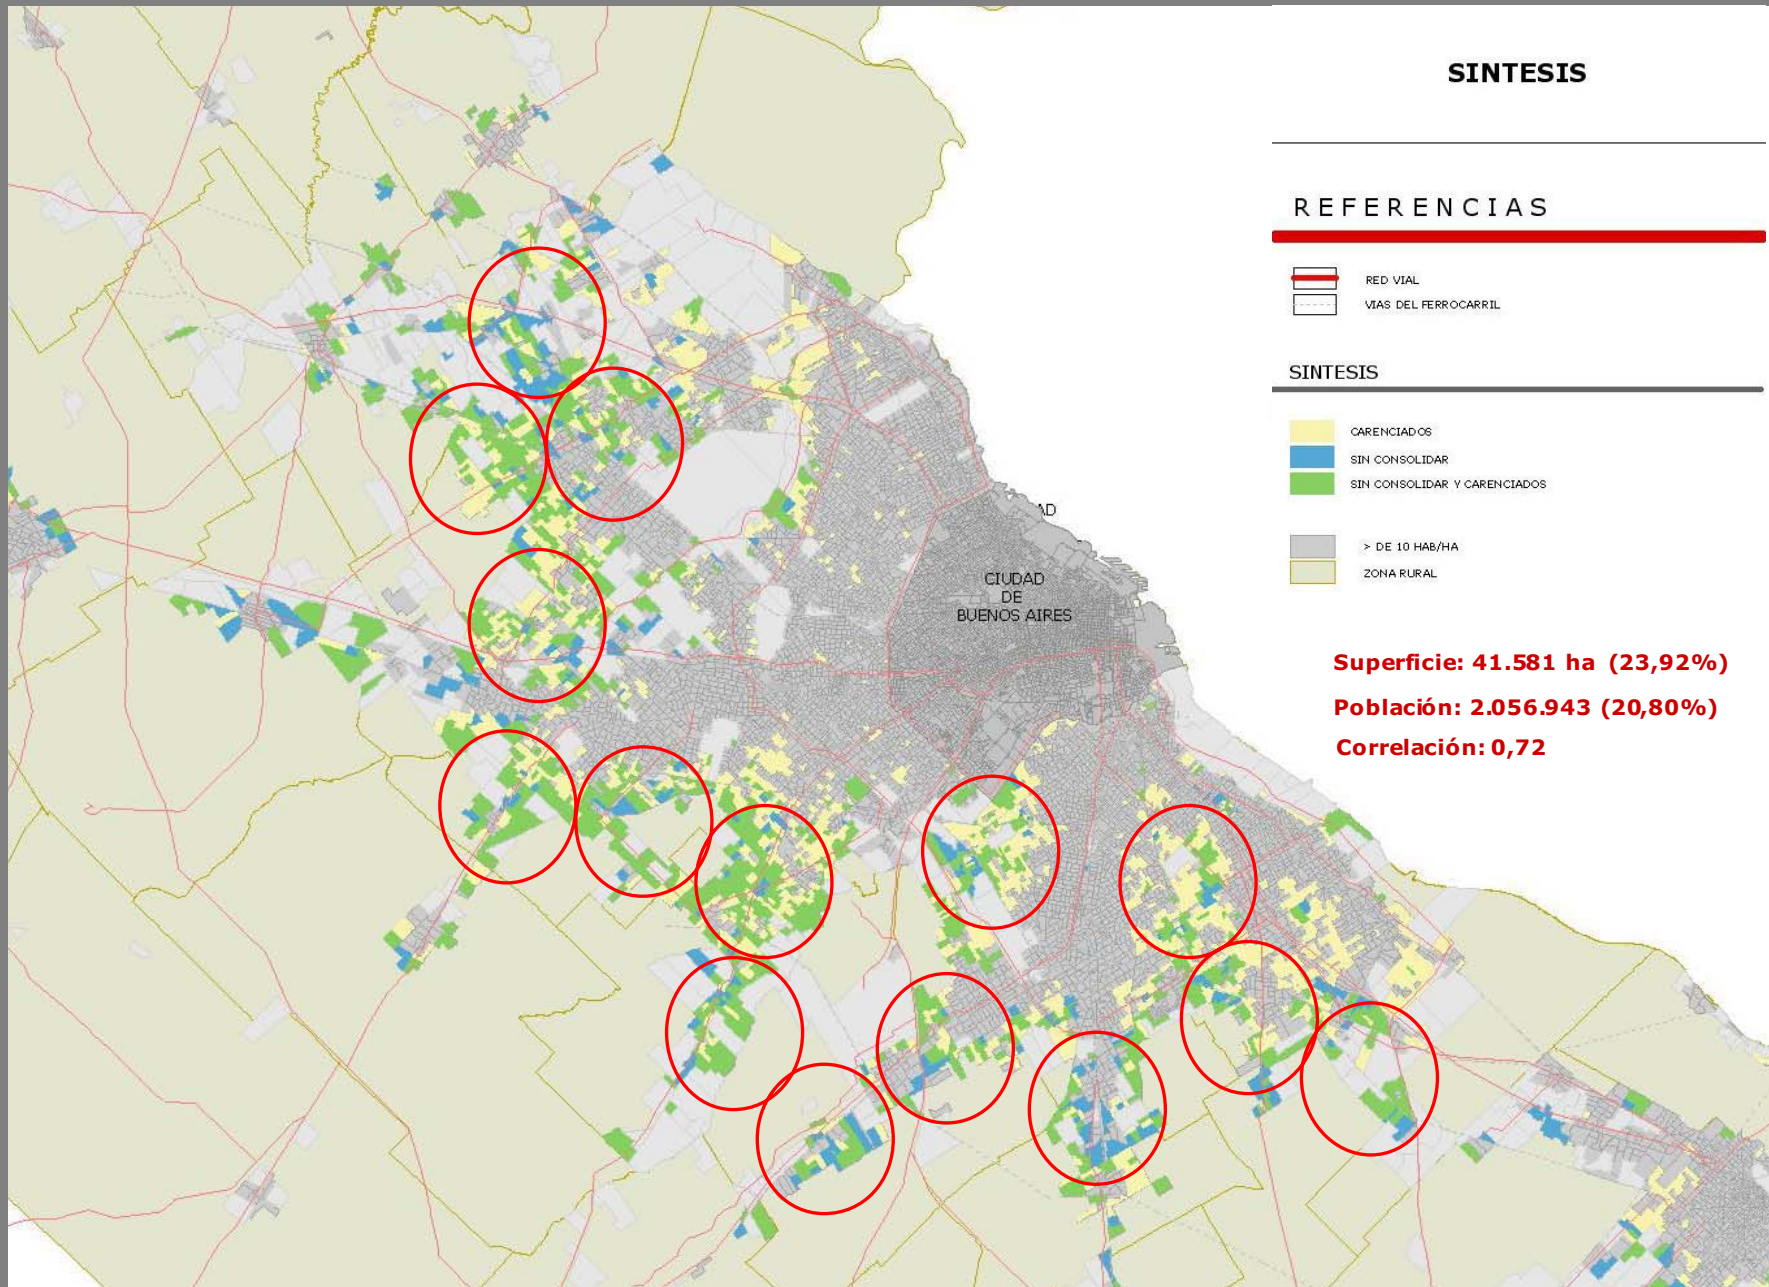 SINTESIS
REFERENCIAS
RED VIAL
VIAS DEL FERROCARRIL
SINTESIS
CARENCIADOS
SIN CONSOLIDAR
SIN CONSOLIDAR Y CARENCIADOS
> DE 10 HAB/HA
ZONA RURAL
Superficie: 41.581 ha (23,92%)
Población: 2.056.943 (20,80%)
Correlación: 0,72
AD
CIUDAD
DE
BUENOS AIRES